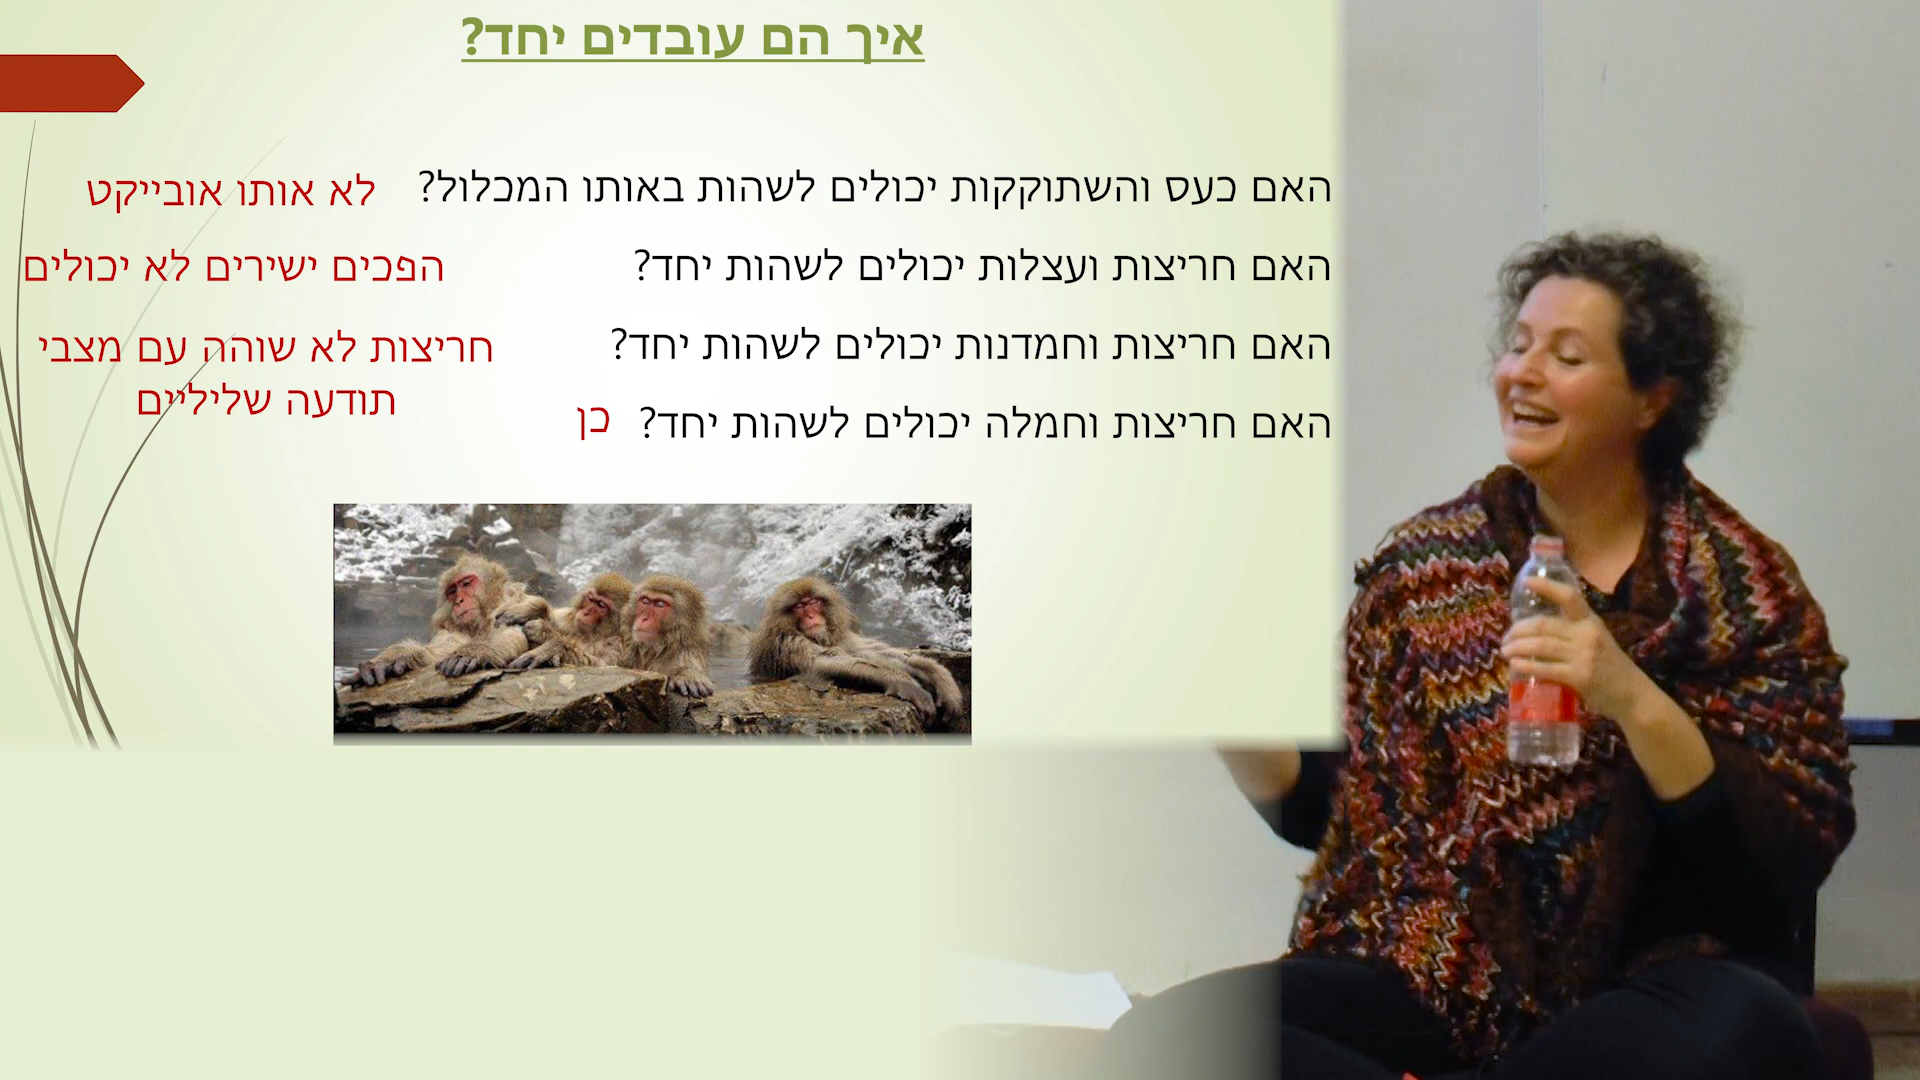 איך הם עובדים יחד?
האם כעס והשתוקקות יכולים לשהות באותו המכלול?
לא אותו אובייקט
האם חריצות ועצלות יכולים לשהות יחד?
הפכים ישירים לא יכולים
האם חריצות וחמדנות יכולים לשהות יחד?
חריצות לא שוהה עם מצבי
תודעה שליליים
האם חריצות וחמלה יכולים לשהות יחד?
כן